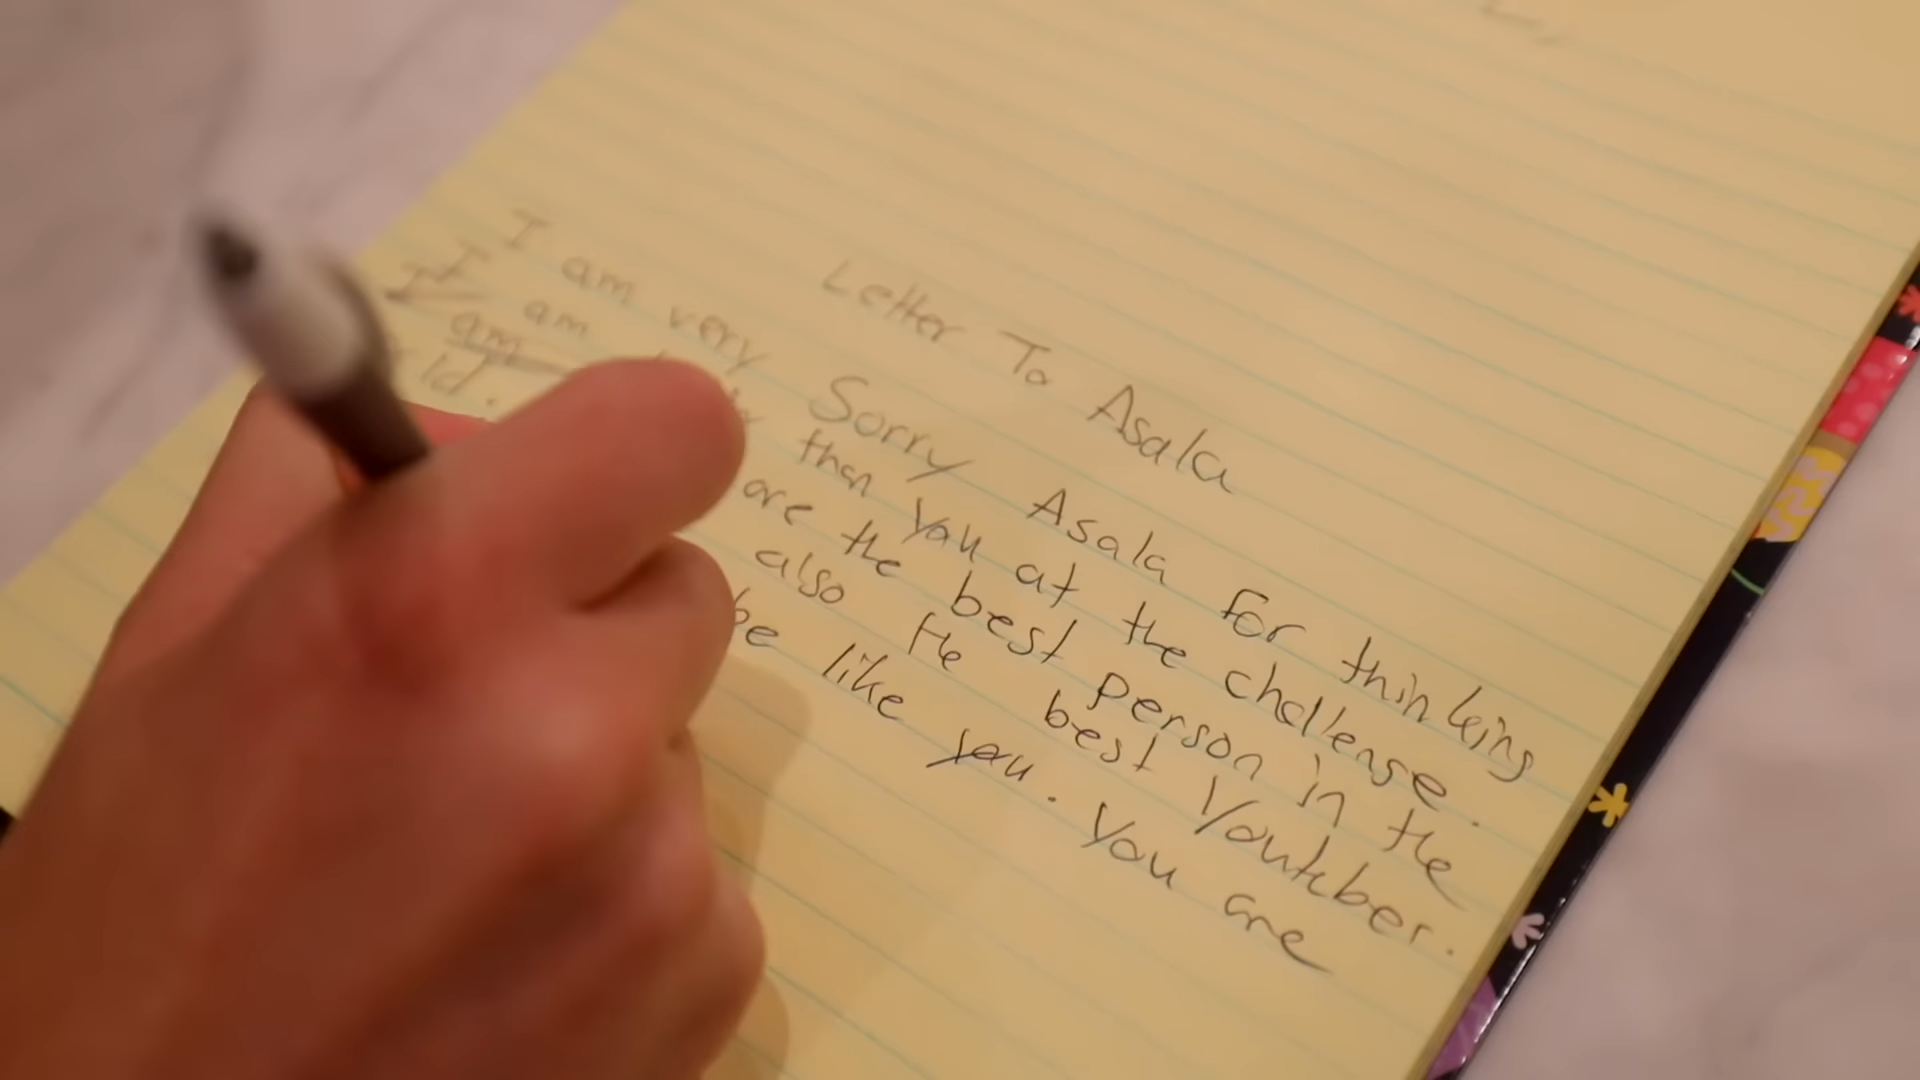 Letter To Asala
I am very Sorry Asala For thinking
I am than you at the challenge.
I am are the best person in the
also the best Youtuber.
be like you. You are